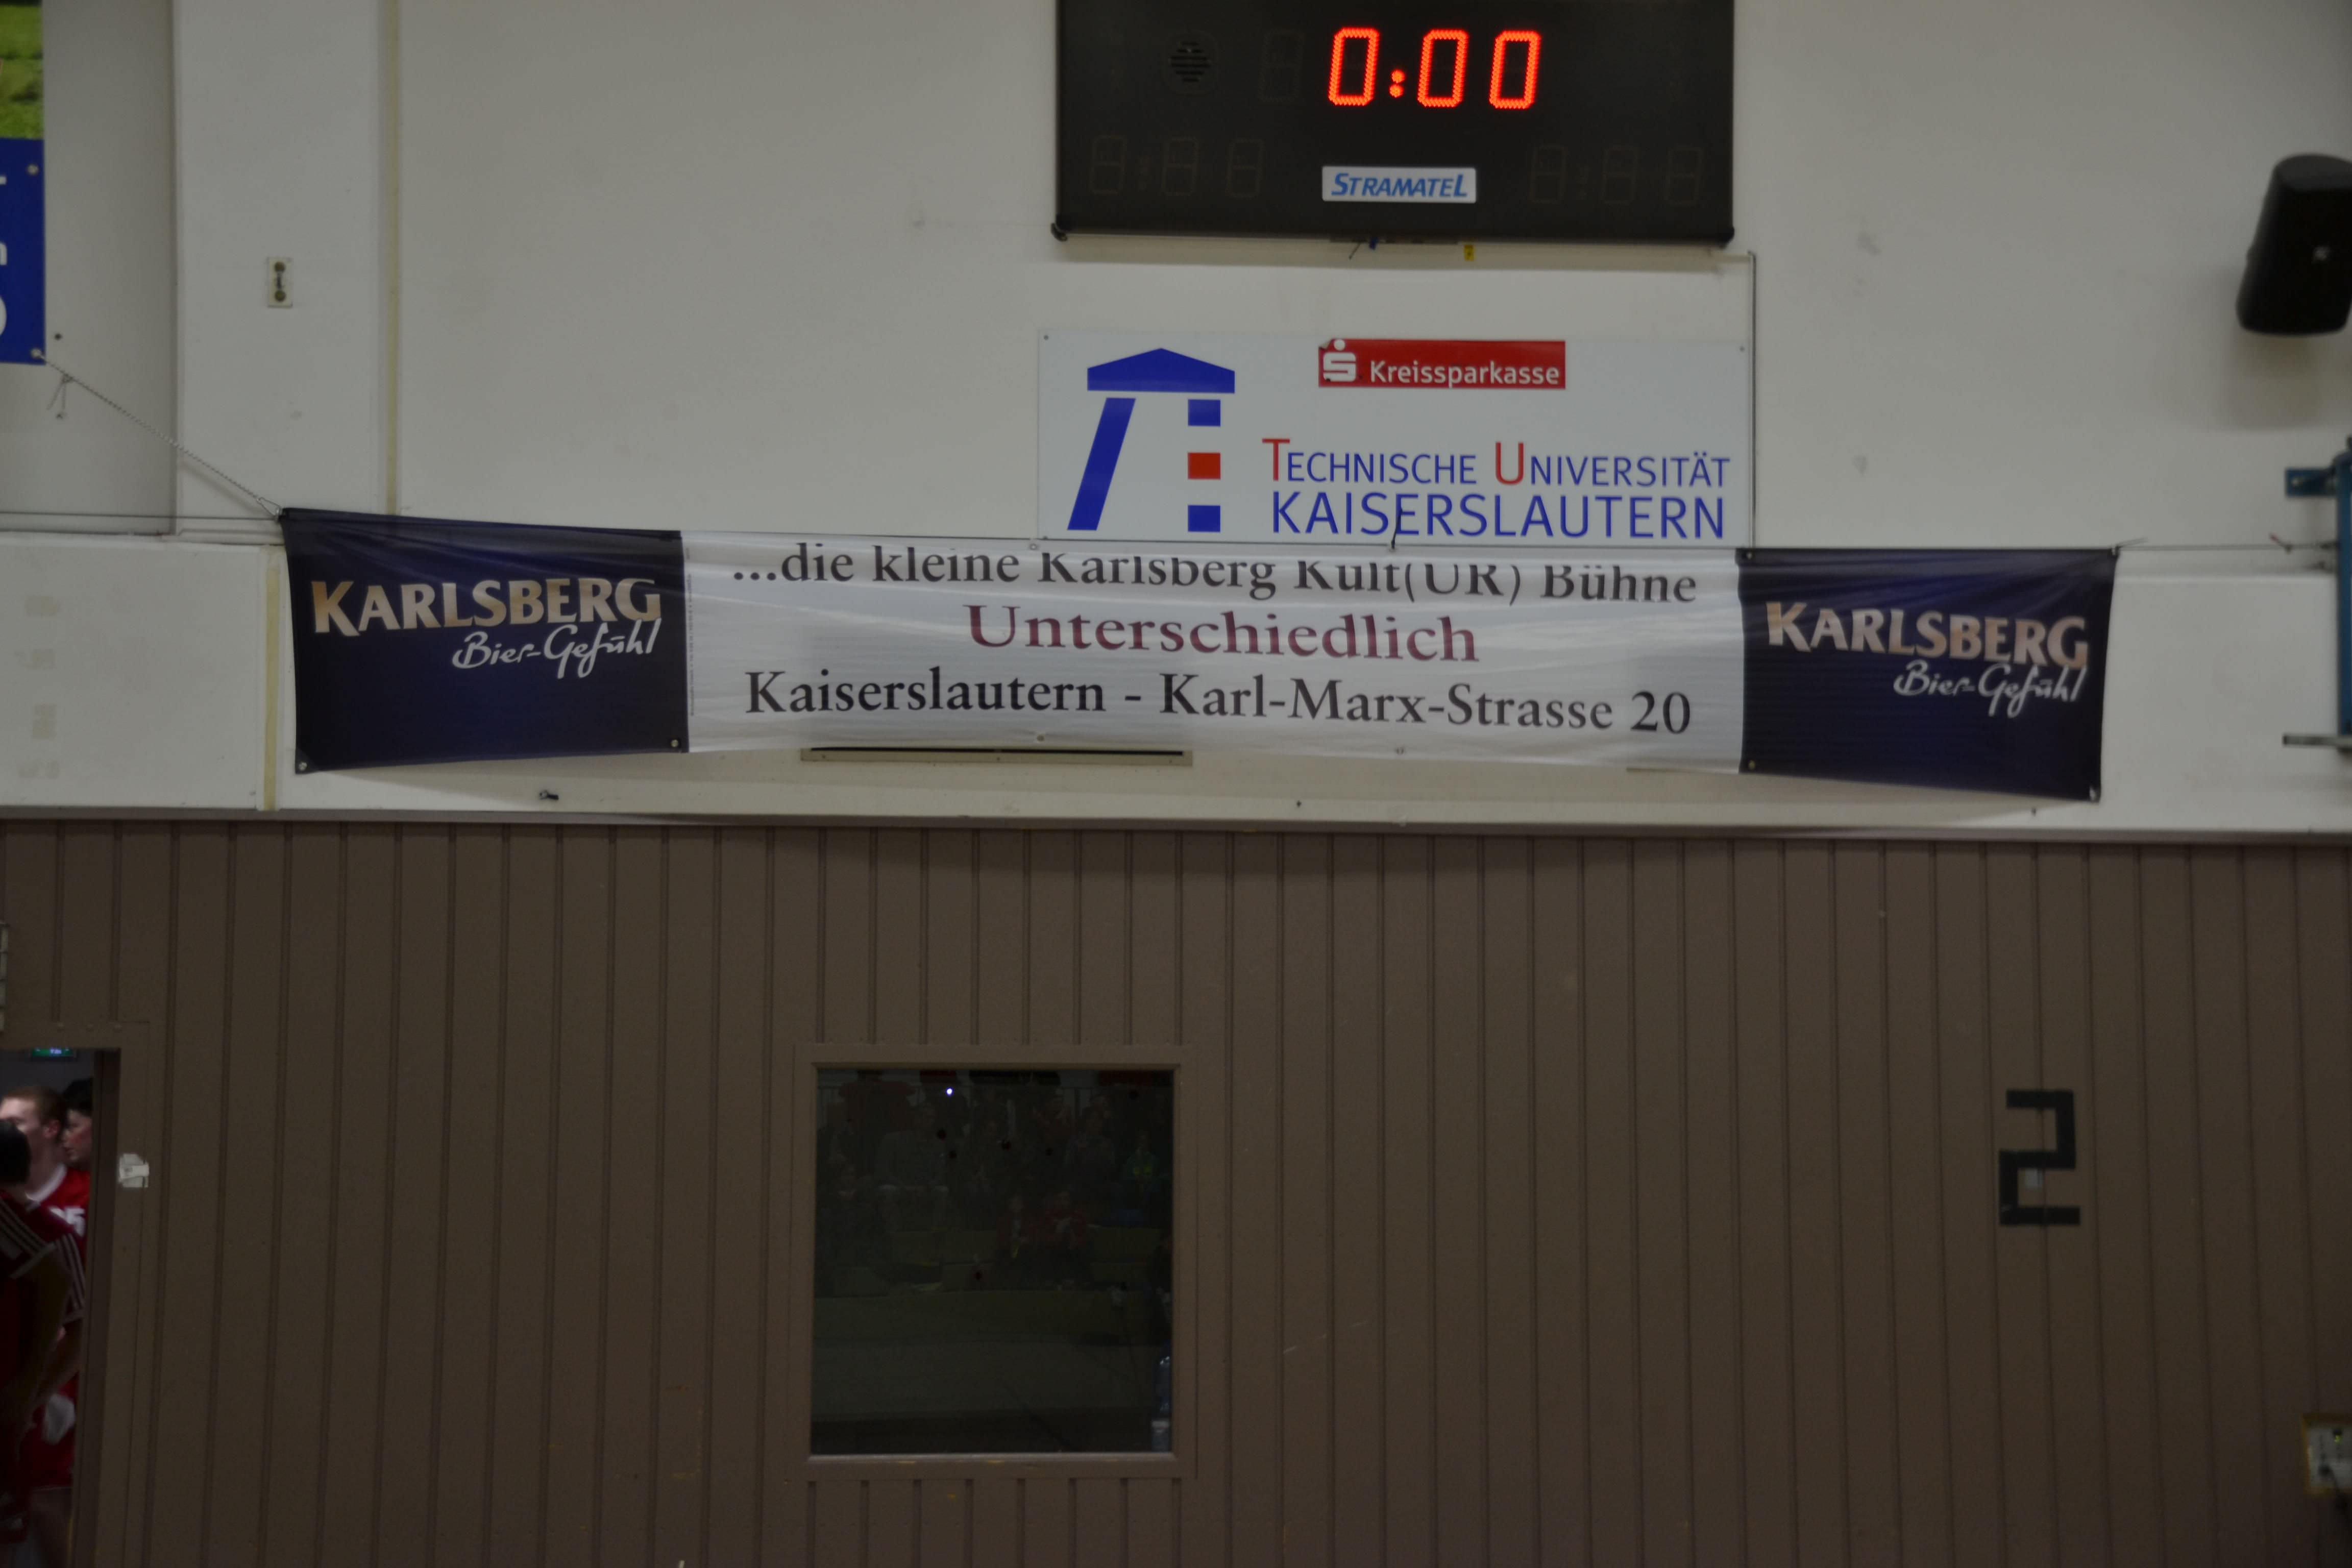 0:00
STRAMATEL
Kreissparkasse
TECHNISCHE UNIVERSITÄT
KAISERSLAUTERN
KARLSBERG
Bier-Gefühl
...die kleine Karlsberg Kult(UR) Bühne
Unterschiedlich
Kaiserslautern - Karl-Marx-Strasse 20
KARLSBERG
Bier-Gefühl
2